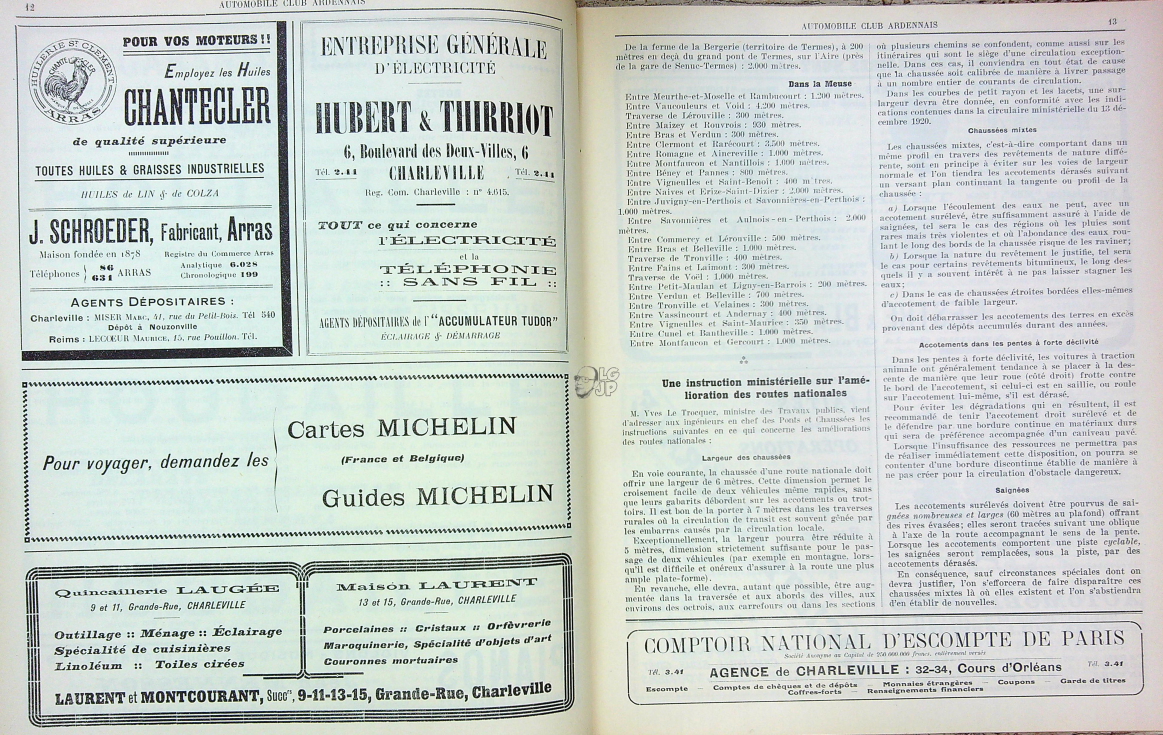 12
AUTOMOBILE CLUB ARDENNAIS
HUILERIE St CLEMENT
CHANTECLER
ARRAS
POUR VOS MOTEURS !!
Employez les Huiles
CHANTECLER
de qualité supérieure
TOUTES HUILES & GRAISSES INDUSTRIELLES
HUILES de LIN & de COLZA
J. SCHROEDER, Fabricant, Arras
Maison fondée en 1878
Téléphones 86 631 ARRAS
Registre du Commerce Arras
Analytique 6.028
Chronologique 199
AGENTS DÉPOSITAIRES :
Charleville : MISER Marc, 41, rue du Petit-Bois. Tél 540
Dépôt à Nouzonville
Reims : LECŒUR Maurice, 15, rue Pouillon. Tél.
ENTREPRISE GÉNÉRALE
D'ÉLECTRICITÉ
HUBERT & THIRRIOT
6, Boulevard des Deux-Villes, 6
Tél. 2.11 CHARLEVILLE Tél. 2.11
Reg. Com. Charleville : n° 4.615.
TOUT ce qui concerne
l'ÉLECTRICITÉ
et la
TÉLÉPHONIE
:: SANS FIL ::
AGENTS DÉPOSITAIRES de l'"ACCUMULATEUR TUDOR"
ÉCLAIRAGE & DÉMARRAGE
Pour voyager, demandez les
Cartes MICHELIN
(France et Belgique)
Guides MICHELIN
Quincaillerie LAUGÉE
9 et 11, Grande-Rue, CHARLEVILLE
Outillage :: Ménage :: Éclairage
Spécialité de cuisinières
Linoléum :: Toiles cirées
Maison LAURENT
13 et 15, Grande-Rue, CHARLEVILLE
Porcelaines :: Cristaux :: Orfèvrerie
Maroquinerie, Spécialité d'objets d'art
Couronnes mortuaires
LAURENT et MONTCOURANT, Succrs, 9-11-13-15, Grande-Rue, Charleville
LG
JP
AUTOMOBILE CLUB ARDENNAIS
13
De la ferme de la Bergerie (territoire de Termes), à 200
mètres en deçà du grand pont de Termes, sur l'Aire (près
de la gare de Senuc-Termes) : 2,000 mètres.
Dans la Meuse
Entre Meurthe-et-Moselle et Rambucourt : 1.200 mètres.
Entre Vaucouleurs et Void : 4.200 mètres.
Traverse de Lérouville : 300 mètres.
Entre Maizey et Rouvrois : 930 mètres.
Entre Bras et Verdun : 300 mètres.
Entre Clermont et Rarécourt : 3,500 mètres.
Entre Romagne et Aincreville : 1.000 mètres.
Entre Montfaucon et Nantillois : 1.000 mètres.
Entre Béney et Pannes : 800 mètres.
Entre Vigneulles et Saint-Benoît : 400 mètres.
Entre Naives et Erize-Saint-Dizier : 2,000 mètres.
Entre Juvigny-en-Perthois et Savonnières-en-Perthois :
1.000 mètres.
Entre Savonnières et Aulnois-en-Perthois : 2.000
mètres.
Entre Commercy et Lérouville : 500 mètres.
Entre Bras et Belleville : 1.000 mètres.
Traverse de Tronville : 400 mètres.
Entre Fains et Laimont : 300 mètres.
Traverse de Voël : 1.000 mètres.
Entre Petit-Maulan et Ligny-en-Barrois : 200 mètres.
Entre Verdun et Belleville : 700 mètres.
Entre Tronville et Velaines : 300 mètres.
Entre Vassincourt et Andernay : 400 mètres.
Entre Vigneulles et Saint-Maurice : 350 mètres.
Entre Cunel et Bantheville : 1.000 mètres.
Entre Montfaucon et Gercourt : 1.000 mètres.
Une instruction ministérielle sur l'amé-
lioration des routes nationales
M. Yves Le Trocquer, ministre des Travaux publics, vient
d'adresser aux ingénieurs en chef des Ponts et Chaussées les
instructions suivantes en ce qui concerne les améliorations
des routes nationales :
Largeur des chaussées
En voie courante, la chaussée d'une route nationale doit
offrir une largeur de 6 mètres. Cette dimension permet le
croisement facile de deux véhicules même rapides, sans
que leurs gabarits débordent sur les accotements ou trot-
toirs. Il est bon de la porter à 7 mètres dans les traverses
rurales où la circulation de transit est souvent gênée par
les embarras causés par la circulation locale.
Exceptionnellement, la largeur pourra être réduite à
5 mètres, dimension strictement suffisante pour le pas-
sage de deux véhicules (par exemple en montagne, lors-
qu'il est difficile et onéreux d'assurer à la route une plus
ample plate-forme).
En revanche, elle devra, autant que possible, être aug-
mentée dans la traversée et aux abords des villes, aux
environs des octrois, aux carrefours ou dans les sections
où plusieurs chemins se confondent, comme aussi sur les
itinéraires qui sont le siège d'une circulation exception-
nelle. Dans ces cas, il conviendra en tout état de cause
que la chaussée soit calibrée de manière à livrer passage
à un nombre entier de courants de circulation.
Dans les courbes de petit rayon et les lacets, une sur-
largeur devra être donnée, en conformité avec les indi-
cations contenues dans la circulaire ministérielle du 13 dé-
cembre 1920.
Chaussées mixtes
Les chaussées mixtes, c'est-à-dire comportant dans un
même profil en travers des revêtements de nature diffé-
rente, sont en principe à éviter sur les voies de largeur
normale et l'on tiendra les accotements dérasés suivant
un versant plan continuant la tangente ou profil de la
chaussée :
a) Lorsque l'écoulement des eaux ne peut, avec un
accotement surélevé, être suffisamment assuré à l'aide de
saignées, tel sera le cas des régions où les pluies sont
rares mais très violentes et où l'abondance des eaux rou-
lant le long des bords de la chaussée risque de les raviner;
b) Lorsque la nature du revêtement le justifie, tel sera
le cas pour certains revêtements bitumineux, le long des-
quels il y a souvent intérêt à ne pas laisser stagner les
eaux;
c) Dans le cas de chaussées étroites bordées elles-mêmes
d'accotement de faible largeur.
On doit débarrasser les accotements des terres en excès
provenant des dépôts accumulés durant des années.
Accotements dans les pentes à forte déclivité
Dans les pentes à forte déclivité, les voitures à traction
animale ont généralement tendance à se placer à la des-
cente de manière que leur roue (côté droit) frotte contre
le bord de l'accotement, si celui-ci est en saillie, ou roule
sur l'accotement lui-même, s'il est dérasé.
Pour éviter les dégradations qui en résultent, il est
recommandé de tenir l'accotement droit surélevé et de
le défendre par une bordure continue en matériaux durs
qui sera de préférence accompagnée d'un caniveau pavé.
Lorsque l'insuffisance des ressources ne permettra pas
de réaliser immédiatement cette disposition, on pourra se
contenter d'une bordure discontinue établie de manière à
ne pas créer pour la circulation d'obstacle dangereux.
Saignées
Les accotements surélevés doivent être pourvus de sai-
gnées nombreuses et larges (60 mètres au plafond) offrant
des rives évasées; elles seront tracées suivant une oblique
à l'axe de la route accompagnant le sens de la pente.
Lorsque les accotements comportent une piste cyclable,
les saignées seront remplacées, sous la piste, par des
accotements dérasés.
En conséquence, sauf circonstances spéciales dont on
devra justifier, l'on s'efforcera de faire disparaître ces
chaussées mixtes là où elles existent et l'on s'abstiendra
d'en établir de nouvelles.
COMPTOIR NATIONAL D'ESCOMPTE DE PARIS
Société Anonyme au Capital de 250.000.000 francs, entièrement versés
Tél. 3.41 AGENCE de CHARLEVILLE : 32-34, Cours d'Orléans Tél. 3.41
Escompte — Comptes de chèques et de dépôts — Monnaies étrangères — Coupons — Garde de titres
Coffres-forts — Renseignements financiers